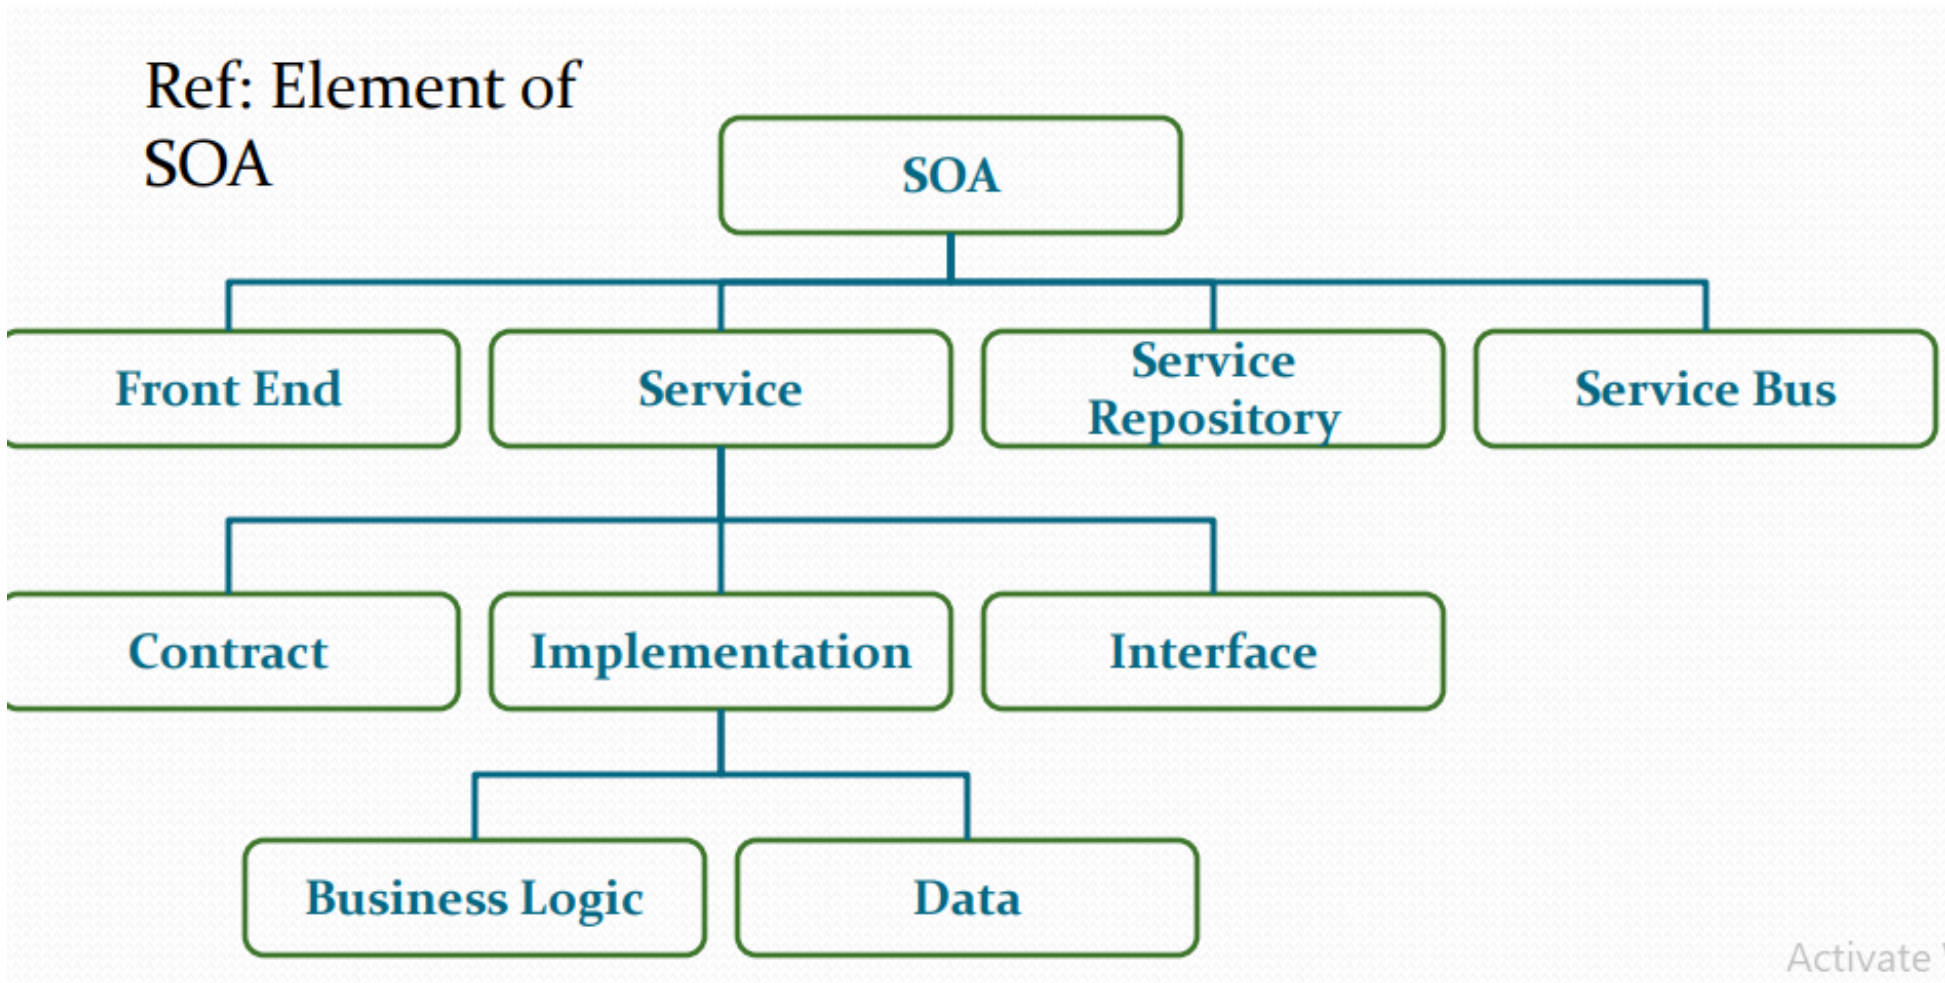 Ref: Element of
SOA
SOA
Front End
Service
Service
Repository
Service Bus
Contract
Implementation
Interface
Business Logic
Data
Activate